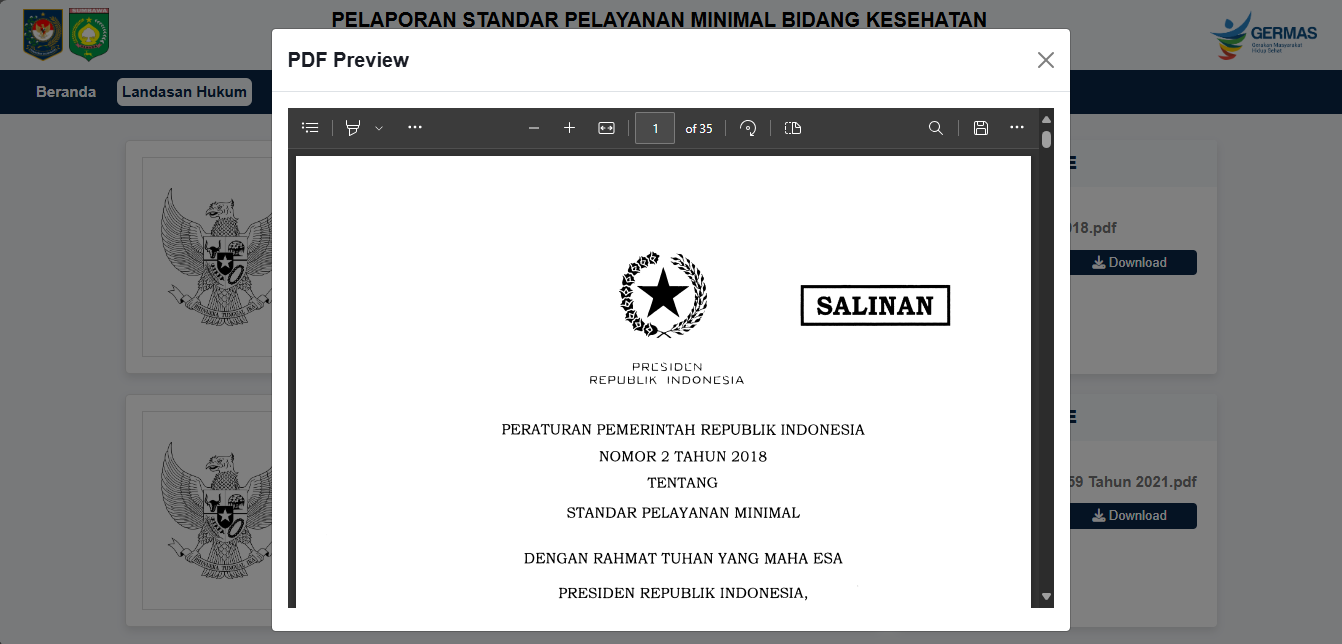 SUMBAWA
PELAPORAN STANDAR PELAYANAN MINIMAL BIDANG KESEHATAN
GERMAS
Gerakan Masyarakat
Hidup Sehat
Beranda
Landasan Hukum
PDF Preview
1 of 35
18.pdf
Download
SALINAN
PRESIDEN
REPUBLIK INDONESIA
PERATURAN PEMERINTAH REPUBLIK INDONESIA
NOMOR 2 TAHUN 2018
TENTANG
STANDAR PELAYANAN MINIMAL
DENGAN RAHMAT TUHAN YANG MAHA ESA
PRESIDEN REPUBLIK INDONESIA,
59 Tahun 2021.pdf
Download